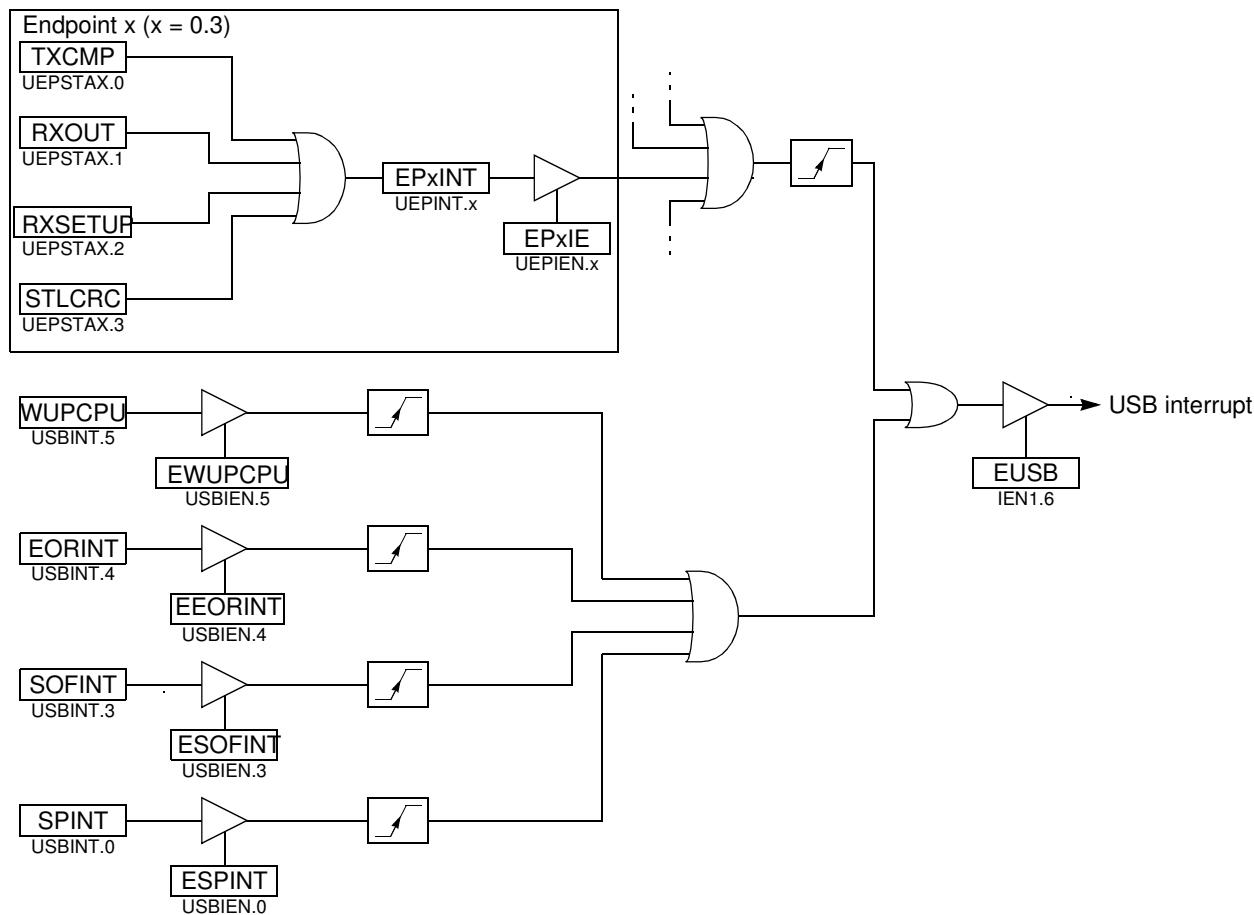 Endpoint x (x = 0.3)
TXCMP
UEPSTAX.0
RXOUT
UEPSTAX.1
RXSETUP
UEPSTAX.2
STLCRC
UEPSTAX.3
EPxINT
UEPINT.x
EPxIE
UEPIEN.x
WUPCPU
USBINT.5
EWUPCPU
USBIEN.5
EORINT
USBINT.4
EEORINT
USBIEN.4
SOFINT
USBINT.3
ESOFINT
USBIEN.3
SPINT
USBINT.0
ESPINT
USBIEN.0
EUSB
IEN1.6
USB interrupt